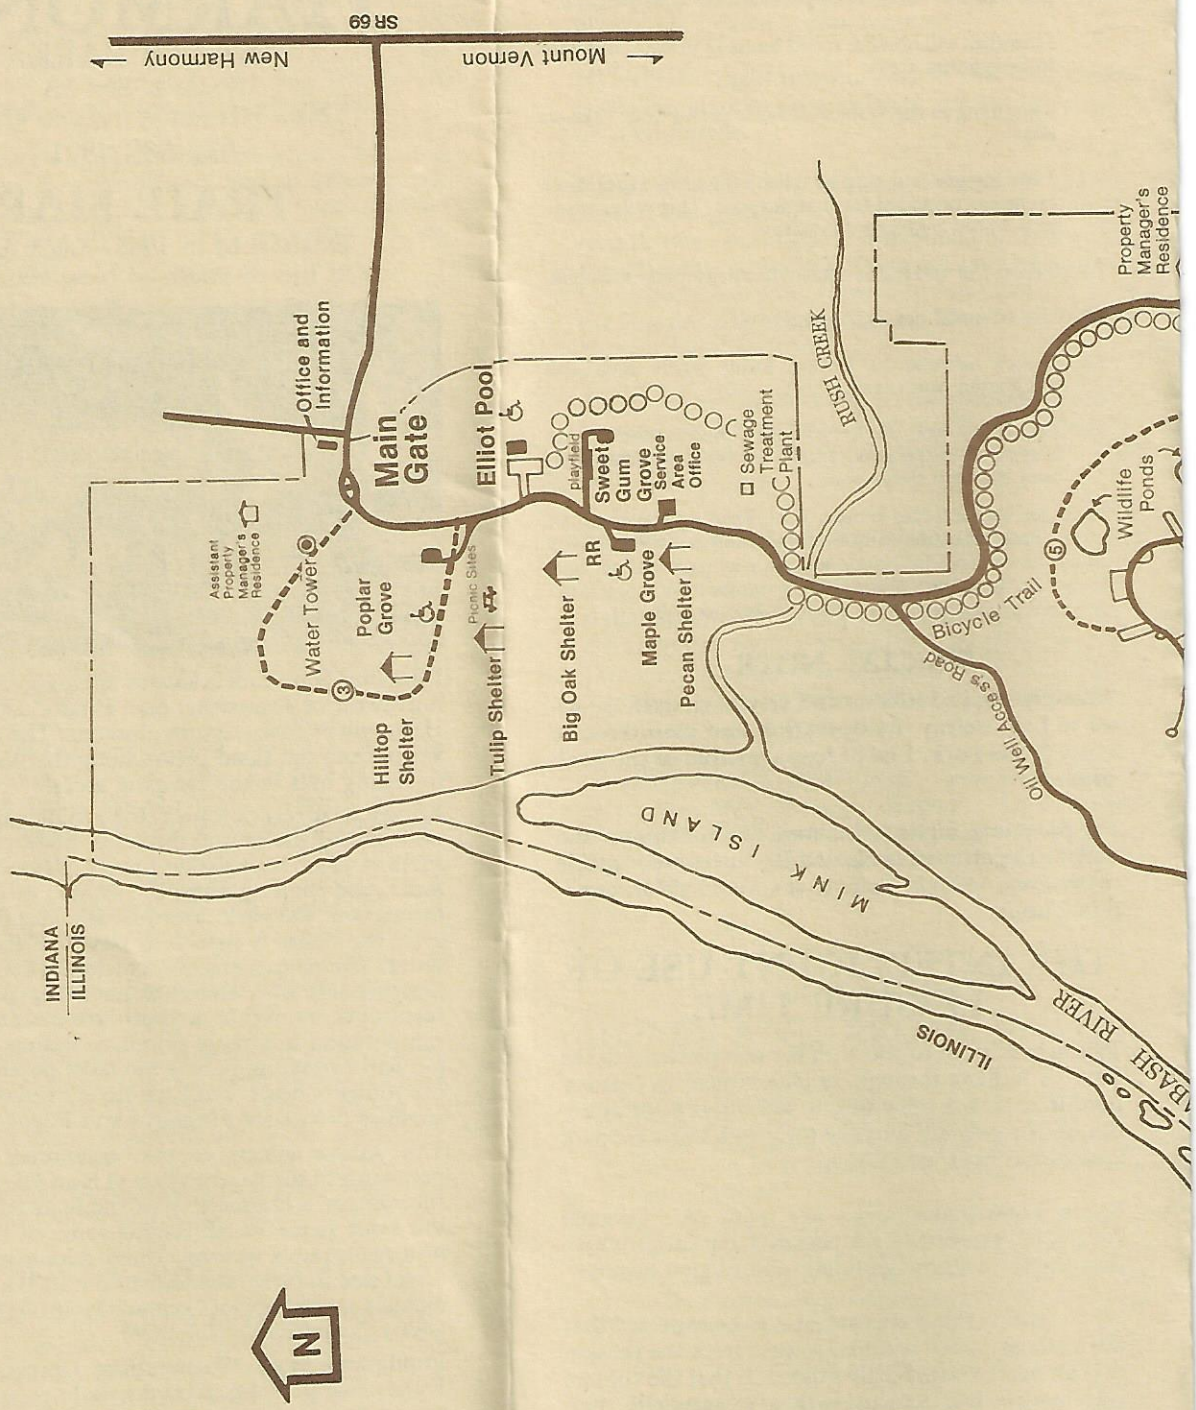 SR 69
New Harmony
Mount Vernon
Office and
Information
Main
Gate
Elliot Pool
Assistant
Property
Manager's
Residence
Water Tower
3
Poplar
Grove
Hilltop
Shelter
Picnic Sites
Tulip Shelter
Big Oak Shelter
RR
playfield
Sweet
Gum
Grove
Service
Area
Office
Maple Grove
Pecan Shelter
Sewage
Treatment
Plant
RUSH CREEK
Property
Manager's
Residence
Wildlife
Ponds
5
Bicycle Trail
Oil Well Access's Road
MINK ISLAND
INDIANA
ILLINOIS
ILLINOIS
ABASH RIVER
N